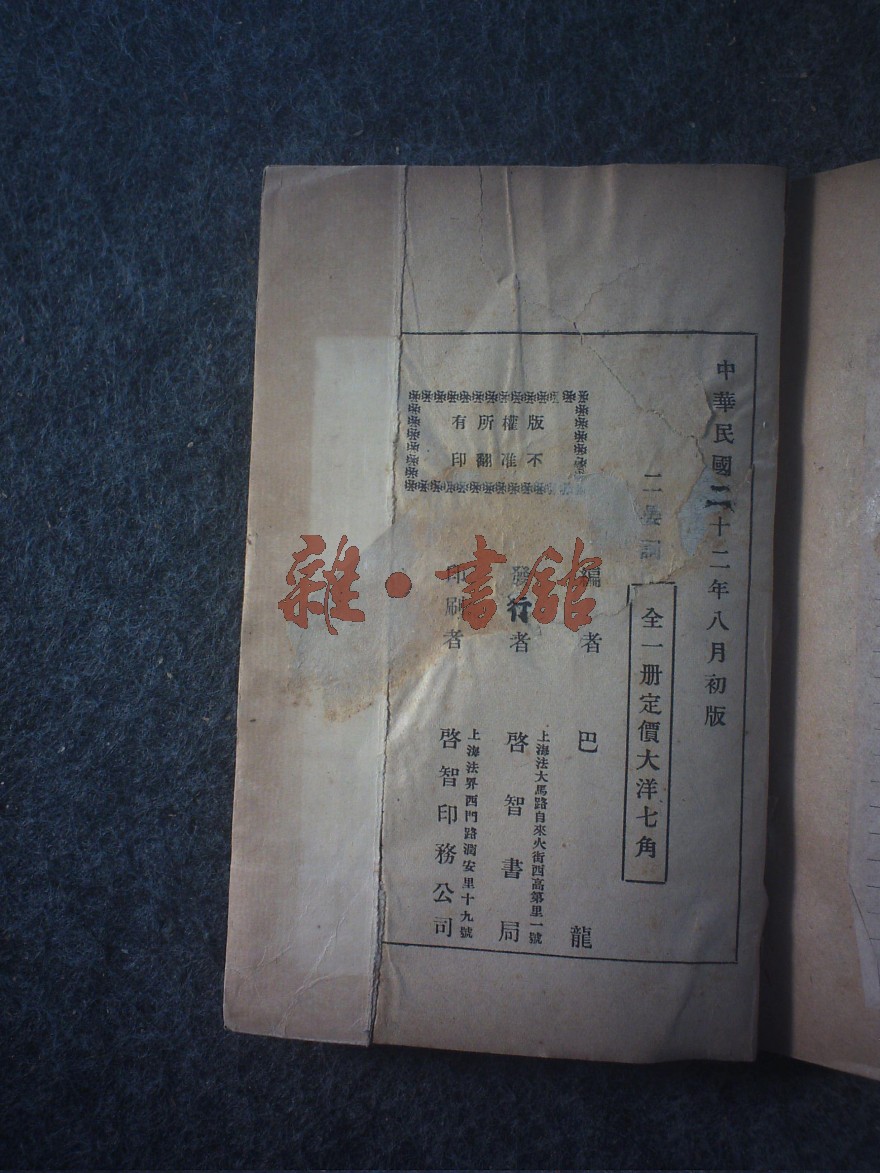 中華民國二十二年八月初版
二晏詞
全一册定價大洋七角
編者 巴龍
發行者 啓智書局
上海法大馬路自來火街西高第里一號
印刷者 啓智印務公司
上海法界西門路潤安里十九號
版權所有
不准翻印
雜·書館